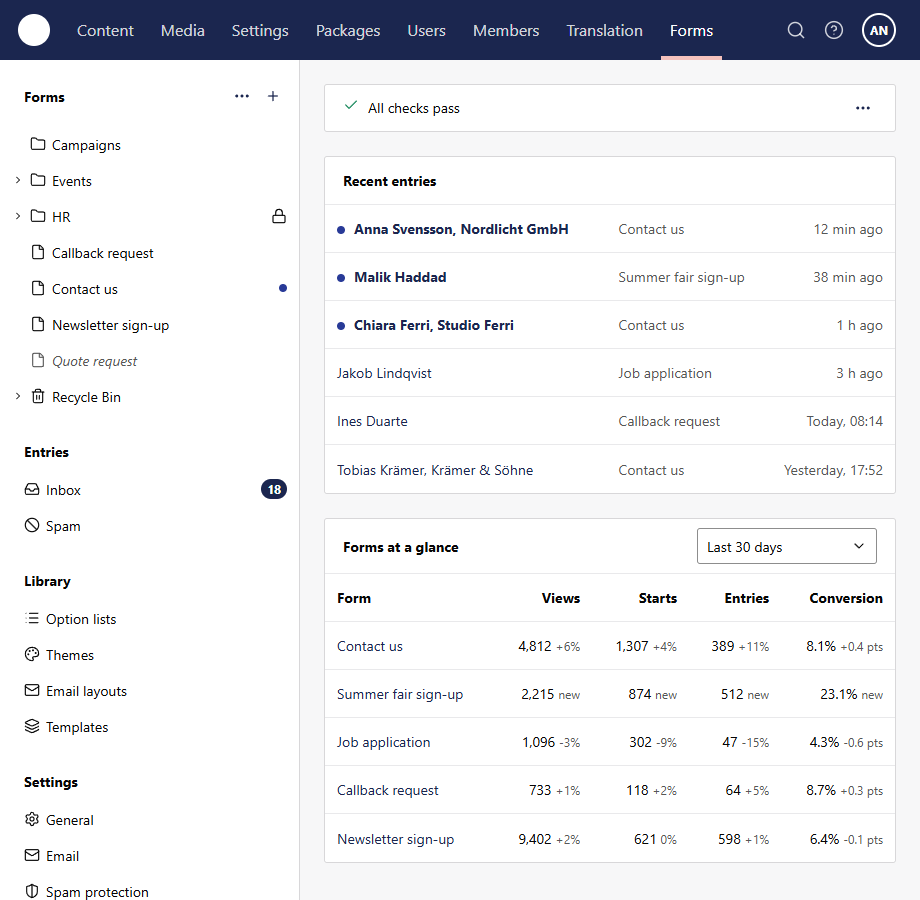 Content Media Settings Packages Users Members Translation Forms AN
Forms
Campaigns
Events
HR
Callback request
Contact us
Newsletter sign-up
Quote request
Recycle Bin
Entries
Inbox 18
Spam
Library
Option lists
Themes
Email layouts
Templates
Settings
General
Email
Spam protection
All checks pass
Recent entries
Anna Svensson, Nordlicht GmbH Contact us 12 min ago
Malik Haddad Summer fair sign-up 38 min ago
Chiara Ferri, Studio Ferri Contact us 1 h ago
Jakob Lindqvist Job application 3 h ago
Ines Duarte Callback request Today, 08:14
Tobias Krämer, Krämer & Söhne Contact us Yesterday, 17:52
Forms at a glance Last 30 days
Form Views Starts Entries Conversion
Contact us 4,812 +6% 1,307 +4% 389 +11% 8.1% +0.4 pts
Summer fair sign-up 2,215 new 874 new 512 new 23.1% new
Job application 1,096 -3% 302 -9% 47 -15% 4.3% -0.6 pts
Callback request 733 +1% 118 +2% 64 +5% 8.7% +0.3 pts
Newsletter sign-up 9,402 +2% 621 0% 598 +1% 6.4% -0.1 pts